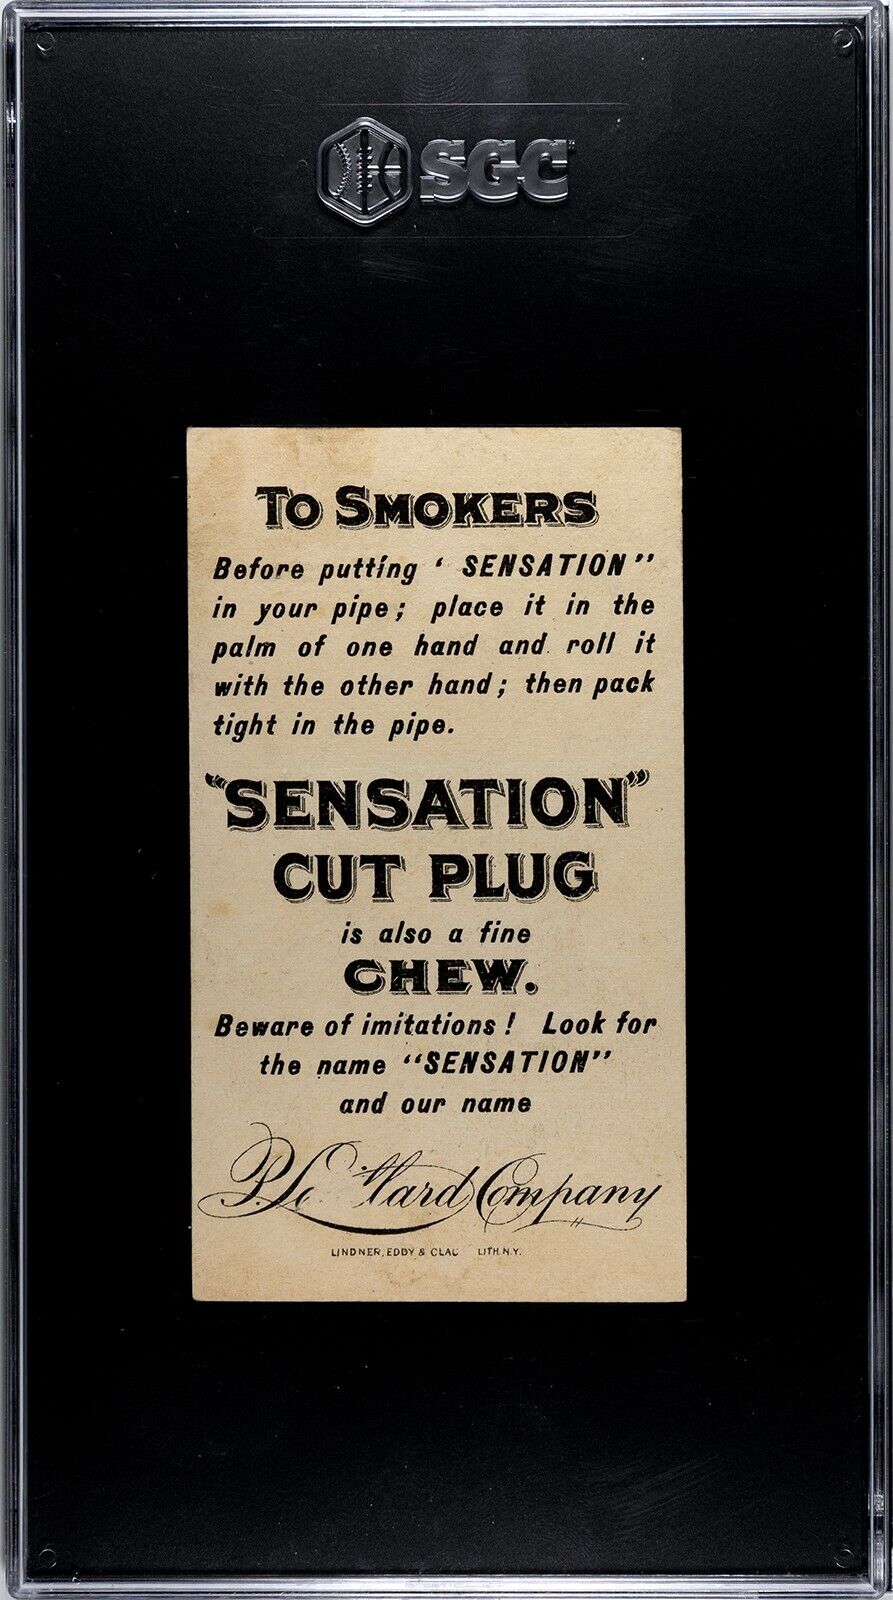 SGC
TO SMOKERS
Before putting ‘ SENSATION”
in your pipe; place it in the
palm of one hand and roll it
with the other hand; then pack
tight in the pipe.
“SENSATION”
CUT PLUG
is also a fine
CHEW.
Beware of imitations! Look for
the name “SENSATION”
and our name
P. Company
LINDNER, EDDY & LITH. N.Y.